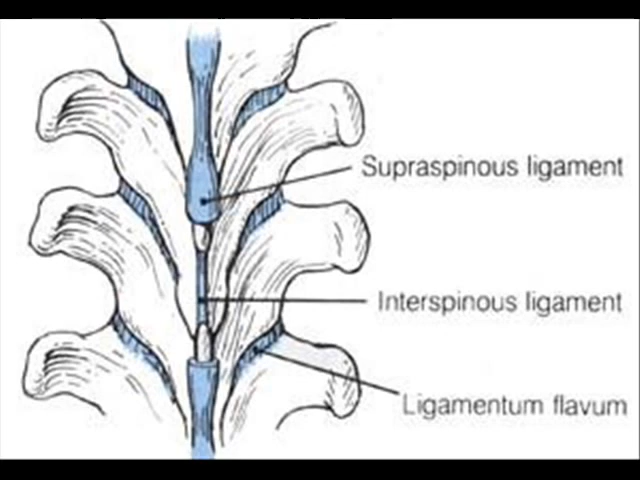 Supraspinous ligament
Interspinous ligament
Ligamentum flavum